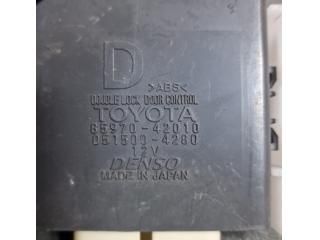 D
>ABS<
DOUBLE LOCK DOOR CONTROL
TOYOTA
85970-42010
051500-4280
12V
DENSO
MADE IN JAPAN